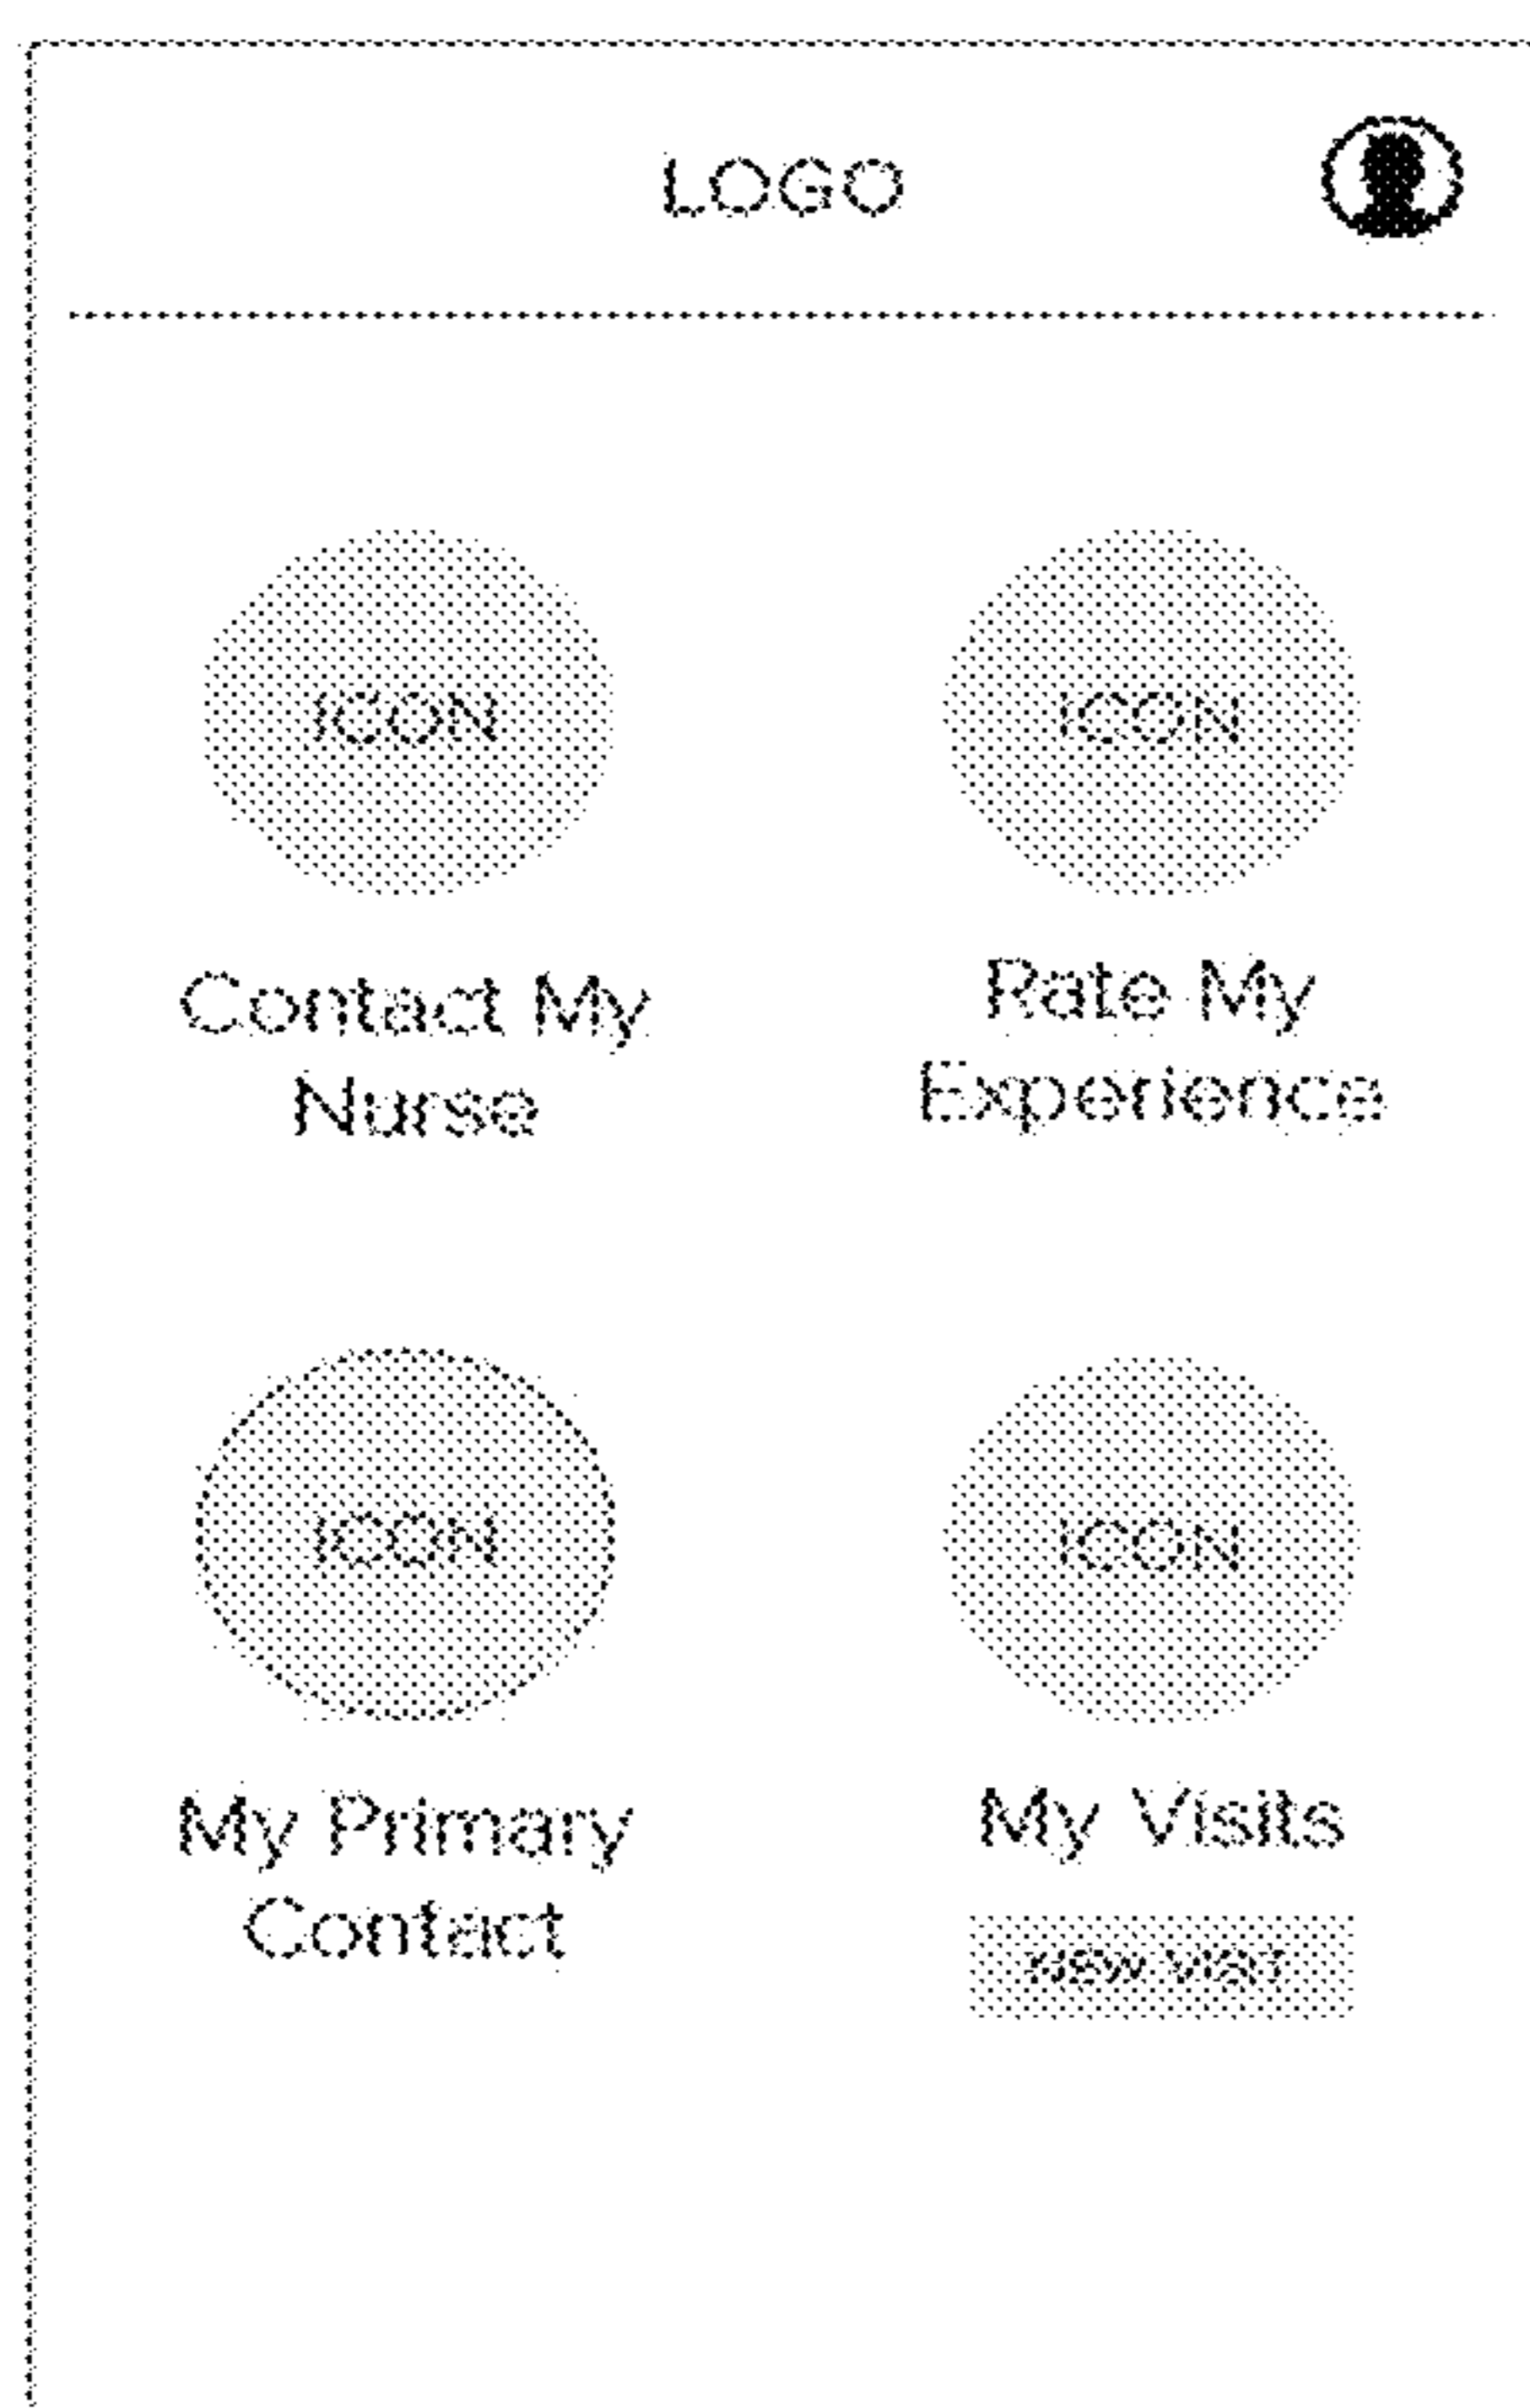 LOGO
ICON
ICON
Contact My
Nurse
Rate My
Experience
ICON
ICON
My Primary
Contact
My Visits
NEW VISIT